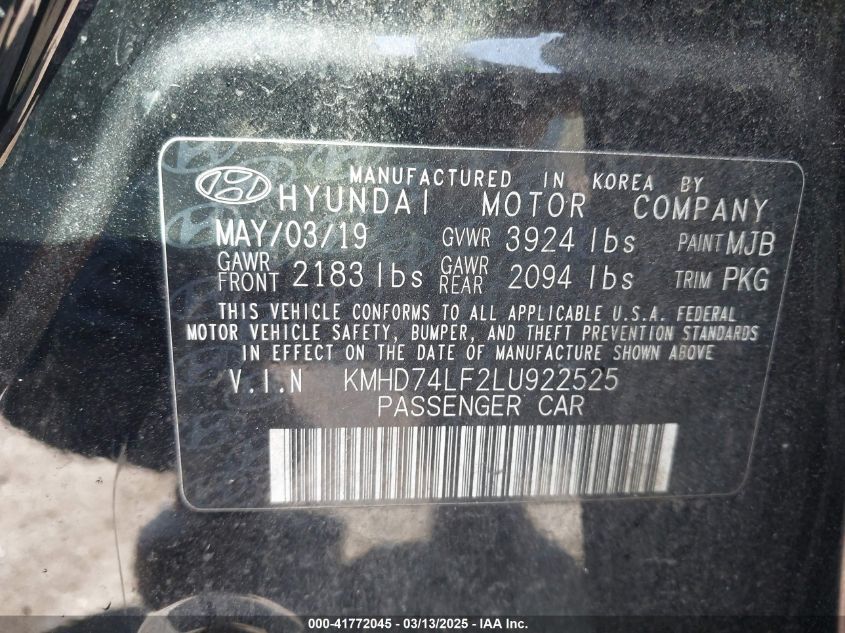 MANUFACTURED IN KOREA BY
HYUNDAI MOTOR COMPANY
MAY/03/19 GVWR 3924 lbs PAINT MJB
GAWR FRONT 2183 lbs GAWR REAR 2094 lbs TRIM PKG
THIS VEHICLE CONFORMS TO ALL APPLICABLE U.S.A. FEDERAL
MOTOR VEHICLE SAFETY, BUMPER, AND THEFT PREVENTION STANDARDS
IN EFFECT ON THE DATE OF MANUFACTURE SHOWN ABOVE
V.I.N KMHD74LF2LU922525
PASSENGER CAR
000-41772045 - 03/13/2025 - IAA Inc.